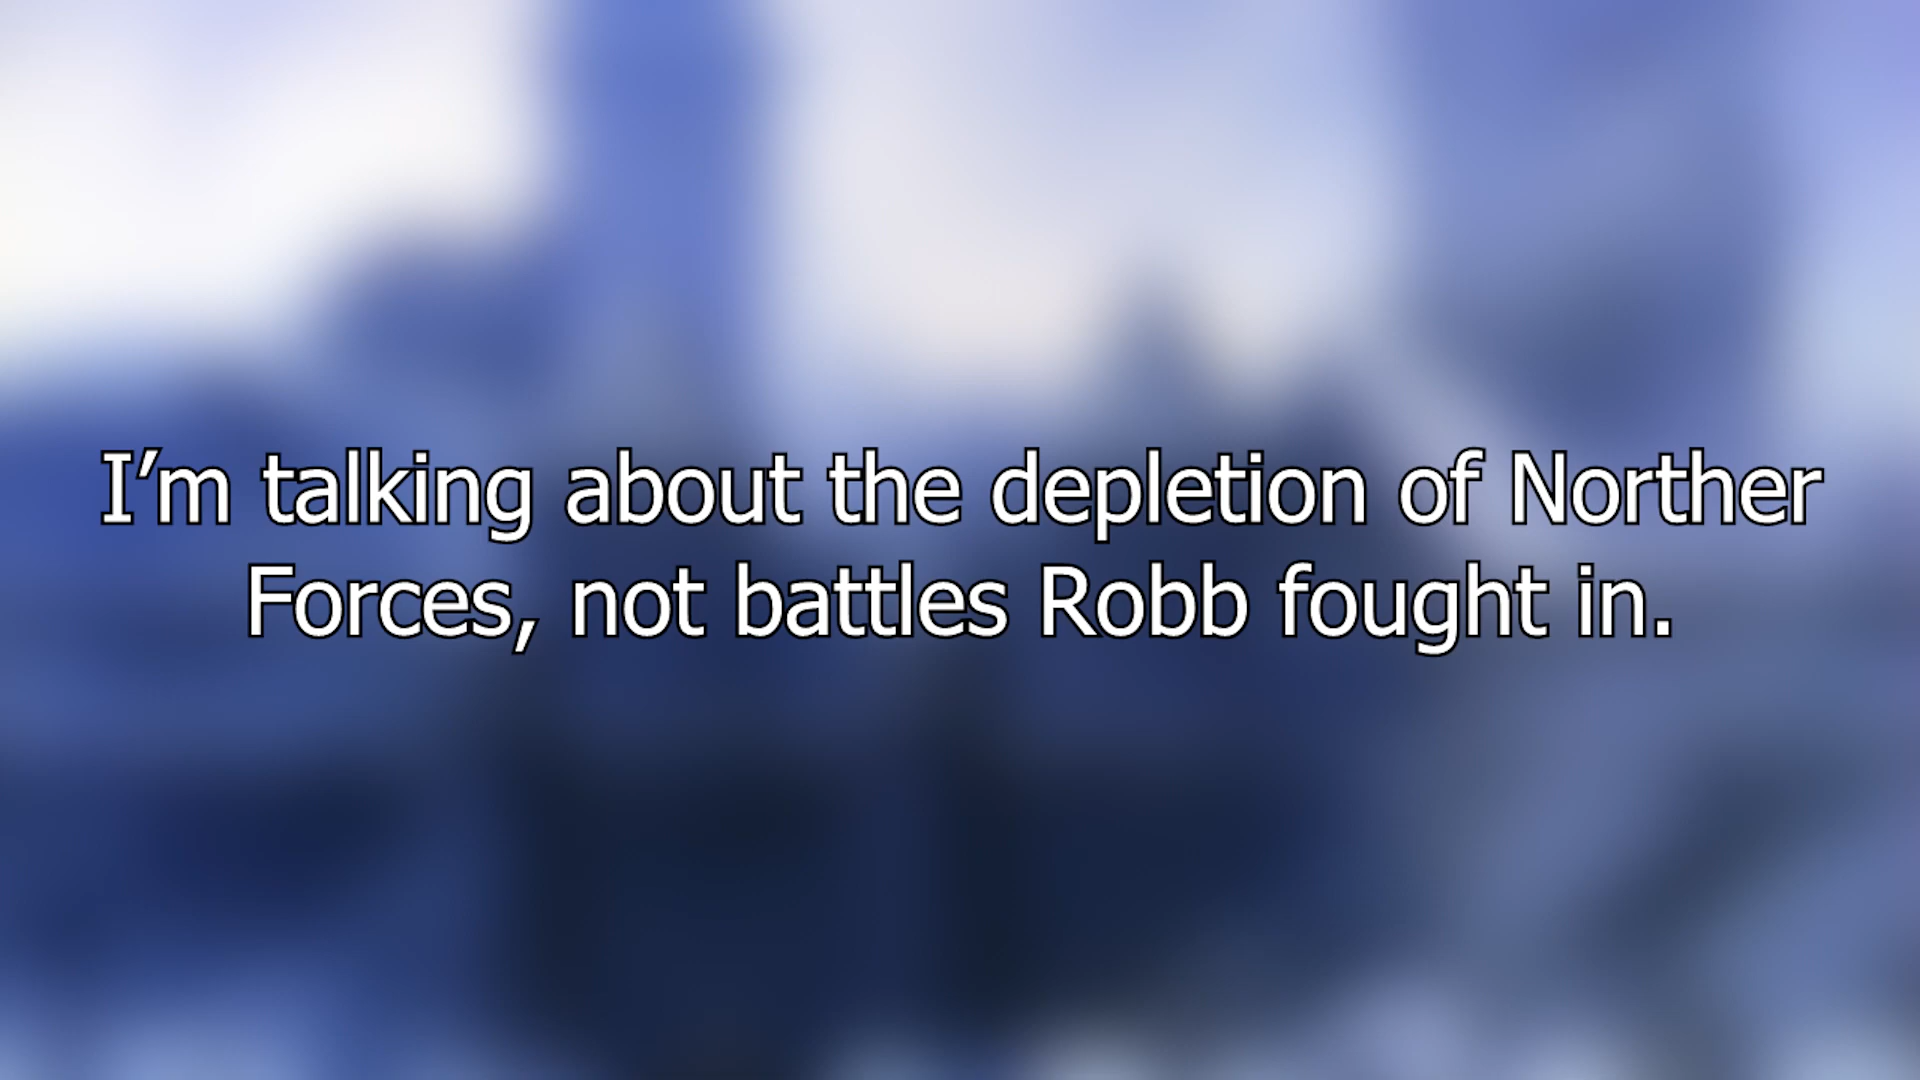 I’m talking about the depletion of Norther
Forces, not battles Robb fought in.